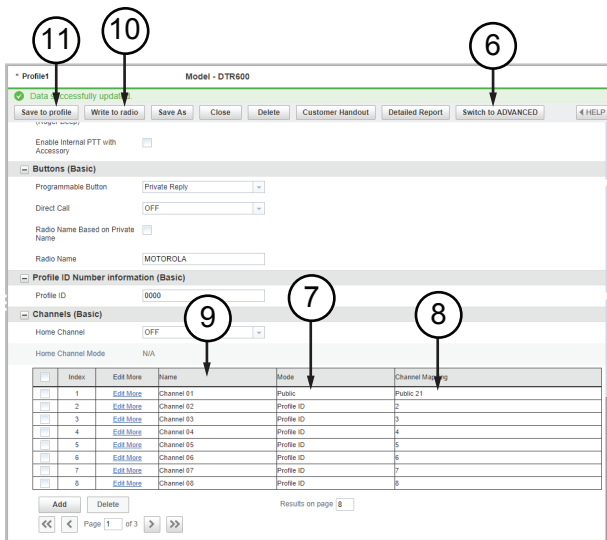 11 10 6
* Profile1 Model - DTR600
Data successfully updated.
Save to profile Write to radio Save As Close Delete Customer Handout Detailed Report Switch to ADVANCED HELP
(Roger Beep)
Enable Internal PTT with
Accessory
Buttons (Basic)
Programmable Button Private Reply
Direct Call OFF
Radio Name Based on Private
Name
Radio Name MOTOROLA
Profile ID Number information (Basic)
Profile ID 0000
7
Channels (Basic) 9 8
Home Channel OFF
Home Channel Mode N/A
Index Edit More Name Mode Channel Mapping
1 Edit More Channel 01 Public Public 21
2 Edit More Channel 02 Profile ID 2
3 Edit More Channel 03 Profile ID 3
4 Edit More Channel 04 Profile ID 4
5 Edit More Channel 05 Profile ID 5
6 Edit More Channel 06 Profile ID 6
7 Edit More Channel 07 Profile ID 7
8 Edit More Channel 08 Profile ID 8
Add Delete Results on page 8
Page 1 of 3